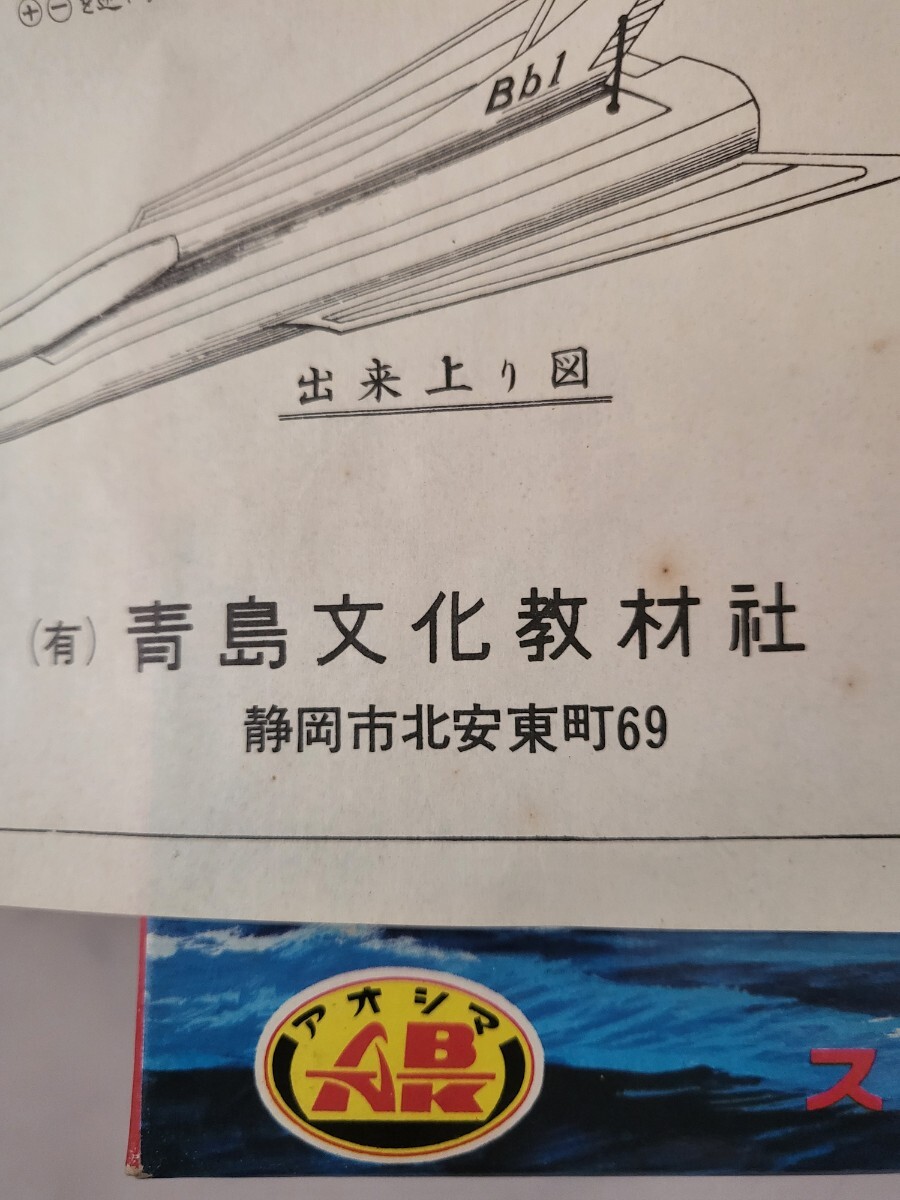 ⊕⊖を
Bb1
出来上り図
(有)青島文化教材社
静岡市北安東町69
アオシマ
ABK
ス